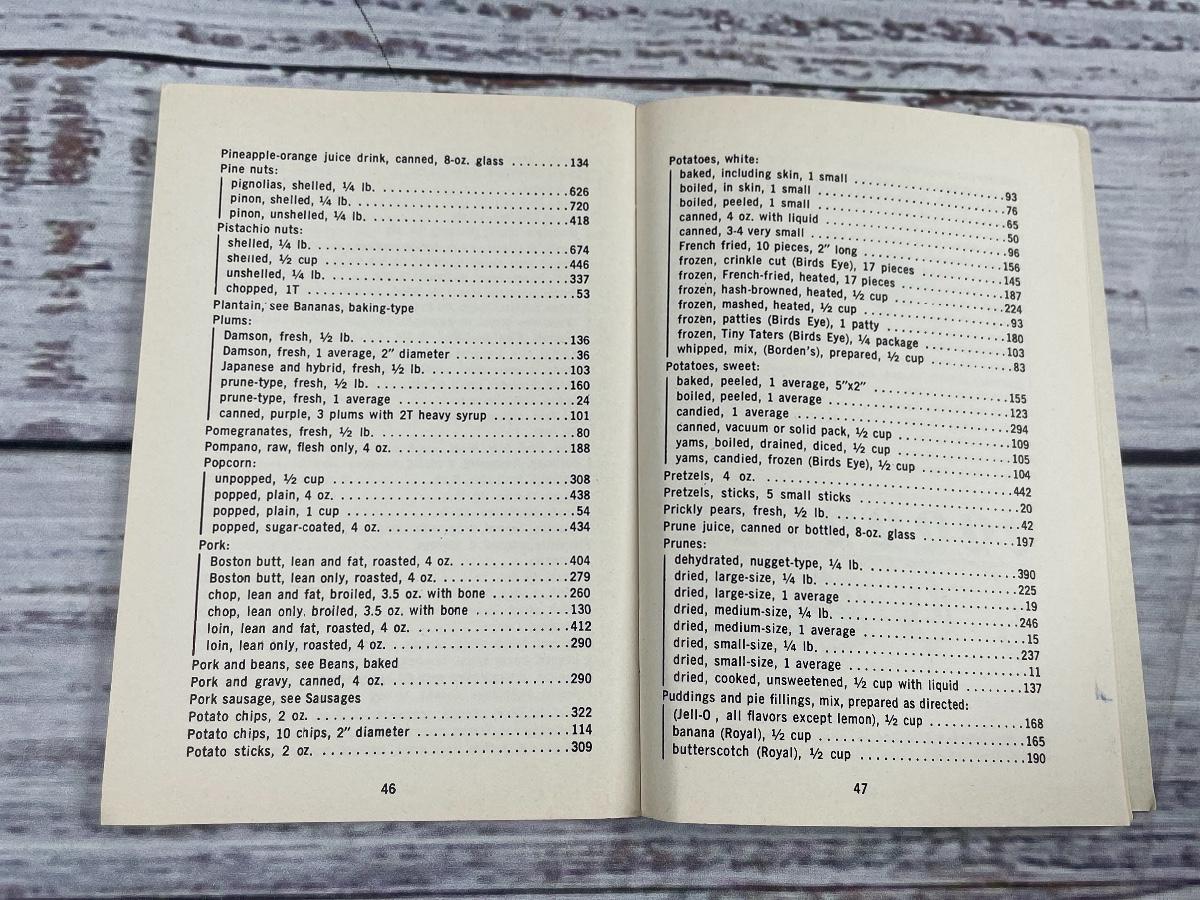 Pineapple-orange juice drink, canned, 8-oz. glass ........134
Pine nuts:
pignolias, shelled, ¼ lb. ........................626
pinon, shelled, ¼ lb. ...........................720
pinon, unshelled, ¼ lb. .........................418
Pistachio nuts:
shelled, ¼ lb. .................................674
shelled, ½ cup ................................446
unshelled, ¼ lb. ...............................337
chopped, 1T ...................................53
Plantain, see Bananas, baking-type
Plums:
Damson, fresh, ½ lb. ...........................136
Damson, fresh, 1 average, 2" diameter ...............36
Japanese and hybrid, fresh, ½ lb. ..................103
prune-type, fresh, ½ lb. .........................160
prune-type, fresh, 1 average ......................24
canned, purple, 3 plums with 2T heavy syrup ..........101
Pomegranates, fresh, ½ lb. .........................80
Pompano, raw, flesh only, 4 oz. ......................188
Popcorn:
unpopped, ½ cup ...............................308
popped, plain, 4 oz. ............................438
popped, plain, 1 cup ............................54
popped, sugar-coated, 4 oz. ......................434
Pork:
Boston butt, lean and fat, roasted, 4 oz. .............404
Boston butt, lean only, roasted, 4 oz. ...............279
chop, lean and fat, broiled, 3.5 oz. with bone .........260
chop, lean only, broiled, 3.5 oz. with bone ...........130
loin, lean and fat, roasted, 4 oz. ..................412
loin, lean only, roasted, 4 oz. .....................290
Pork and beans, see Beans, baked
Pork and gravy, canned, 4 oz. .......................290
Pork sausage, see Sausages
Potato chips, 2 oz. ................................322
Potato chips, 10 chips, 2" diameter ...................114
Potato sticks, 2 oz. ...............................309
46
Potatoes, white:
baked, including skin, 1 small ....................93
boiled, in skin, 1 small .........................76
boiled, peeled, 1 small .........................65
canned, 4 oz. with liquid ........................50
canned, 3-4 very small ..........................96
French fried, 10 pieces, 2" long ...................156
frozen, crinkle cut (Birds Eye), 17 pieces ............145
frozen, French-fried, heated, 17 pieces ..............187
frozen, hash-browned, heated, ½ cup ................224
frozen, mashed, heated, ½ cup ....................93
frozen, patties (Birds Eye), 1 patty .................180
frozen, Tiny Taters (Birds Eye), ¼ package ...........103
whipped, mix, (Borden's), prepared, ½ cup ............83
Potatoes, sweet:
baked, peeled, 1 average, 5"x2" ...................155
boiled, peeled, 1 average ........................123
candied, 1 average .............................294
canned, vacuum or solid pack, ½ cup ................109
yams, boiled, drained, diced, ½ cup ................105
yams, candied, frozen (Birds Eye), ½ cup .............104
Pretzels, 4 oz. ...................................442
Pretzels, sticks, 5 small sticks ......................20
Prickly pears, fresh, ½ lb. .........................42
Prune juice, canned or bottled, 8-oz. glass .............197
Prunes:
dehydrated, nugget-type, ¼ lb. ....................390
dried, large-size, ¼ lb. .........................225
dried, large-size, 1 average ......................19
dried, medium-size, ¼ lb. .......................246
dried, medium-size, 1 average ....................15
dried, small-size, ¼ lb. .........................237
dried, small-size, 1 average ......................11
dried, cooked, unsweetened, ½ cup with liquid ........137
Puddings and pie fillings, mix, prepared as directed:
(Jell-O , all flavors except lemon), ½ cup ............168
banana (Royal), ½ cup ..........................165
butterscotch (Royal), ½ cup ......................190
47